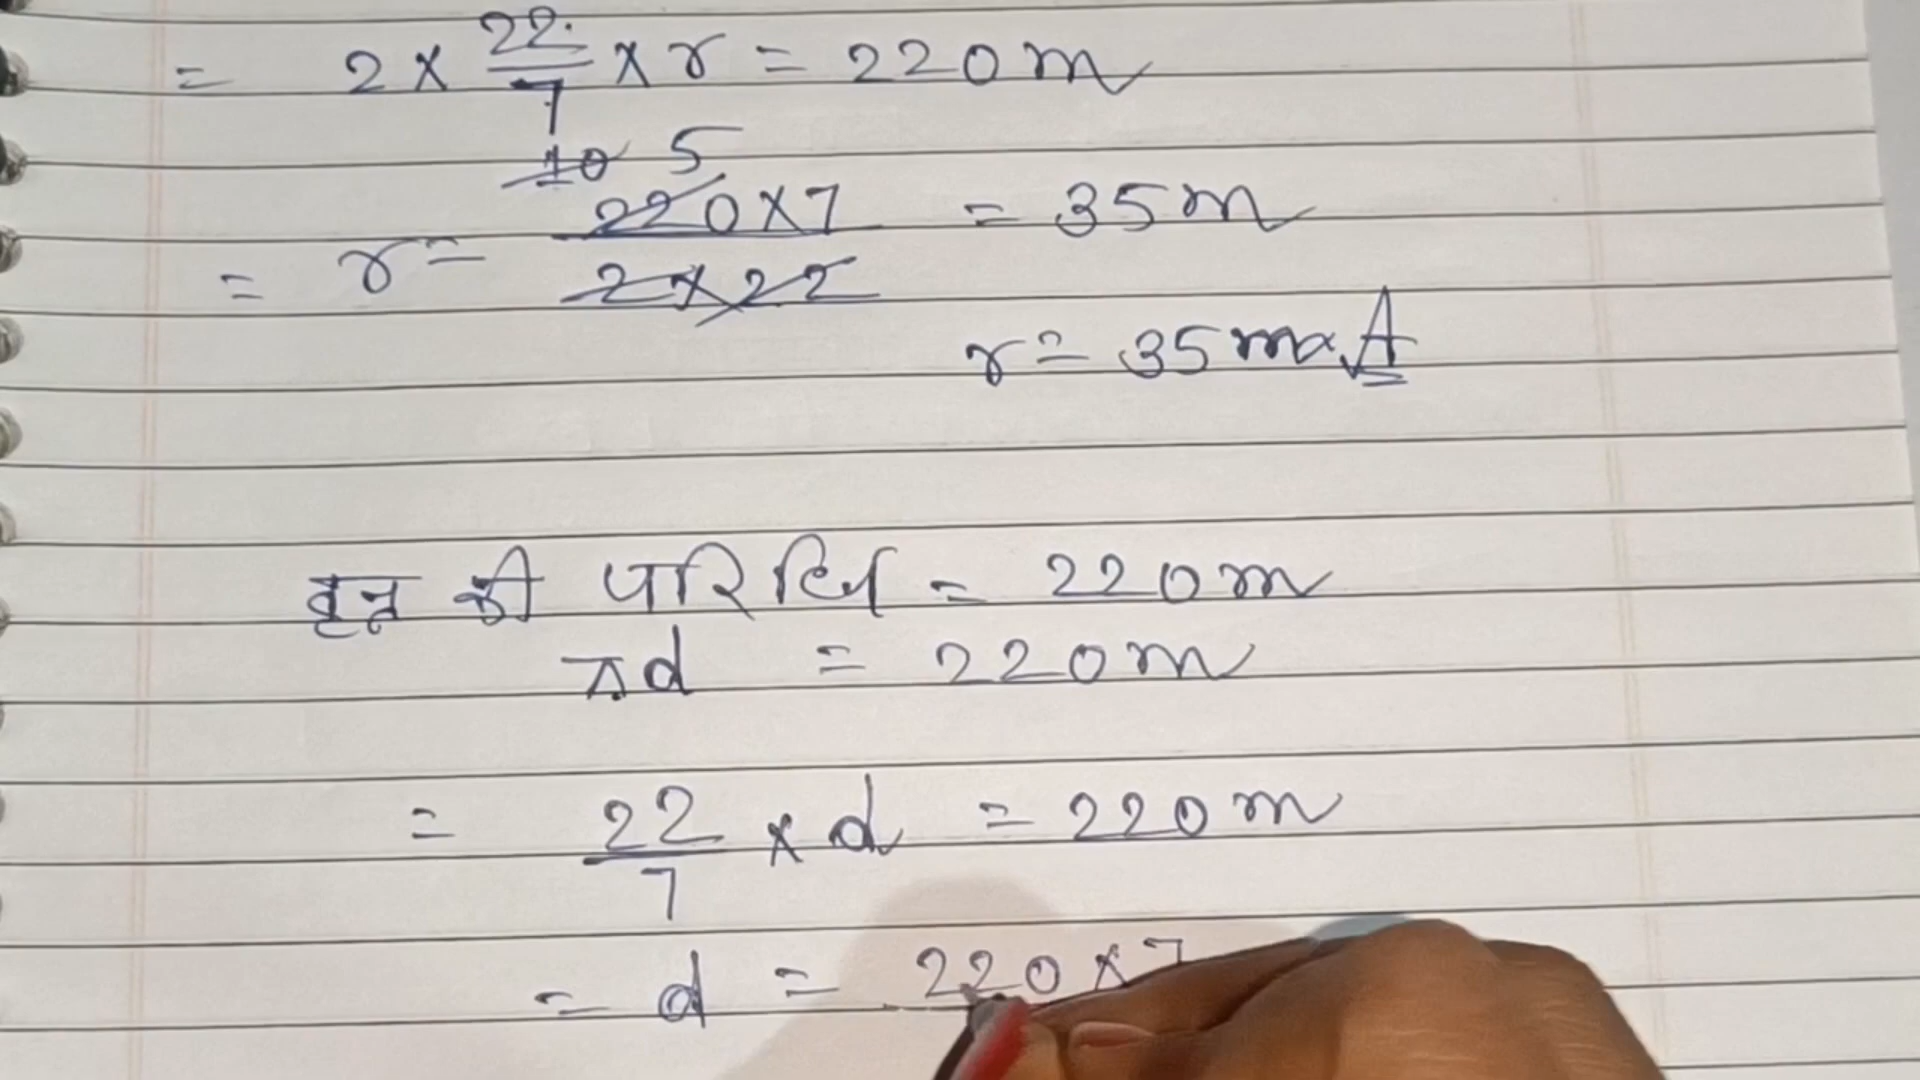 = 2 × 22/7 × r = 220 m
10 5
= r = 220×7 / 2×22 = 35 m
r = 35 m A
वृत्त की परिधि = 220 m
πd = 220 m
= 22/7 × d = 220 m
= d = 220 × 7